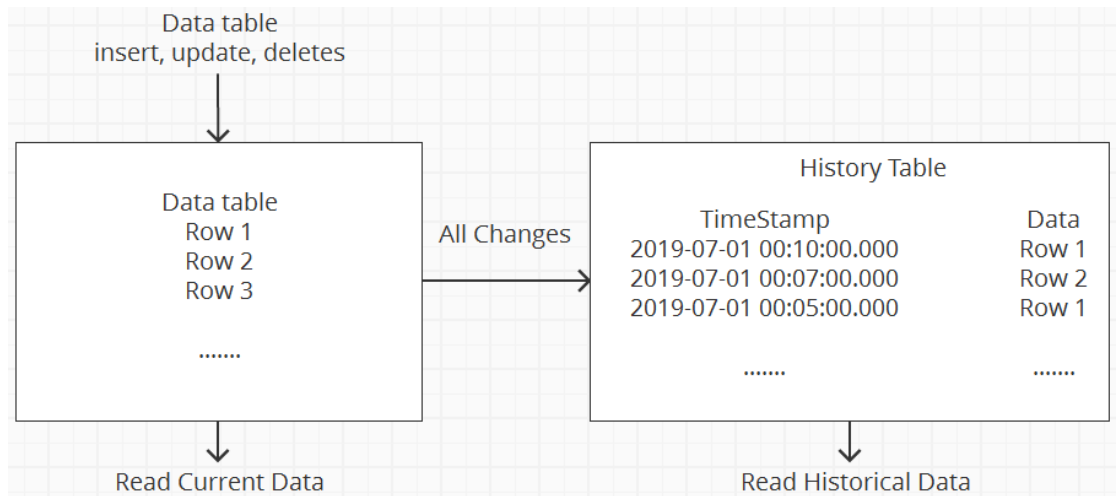 Data table
insert, update, deletes
Data table
Row 1
Row 2
Row 3
.......
Read Current Data
All Changes
History Table
TimeStamp Data
2019-07-01 00:10:00.000 Row 1
2019-07-01 00:07:00.000 Row 2
2019-07-01 00:05:00.000 Row 1
....... .......
Read Historical Data